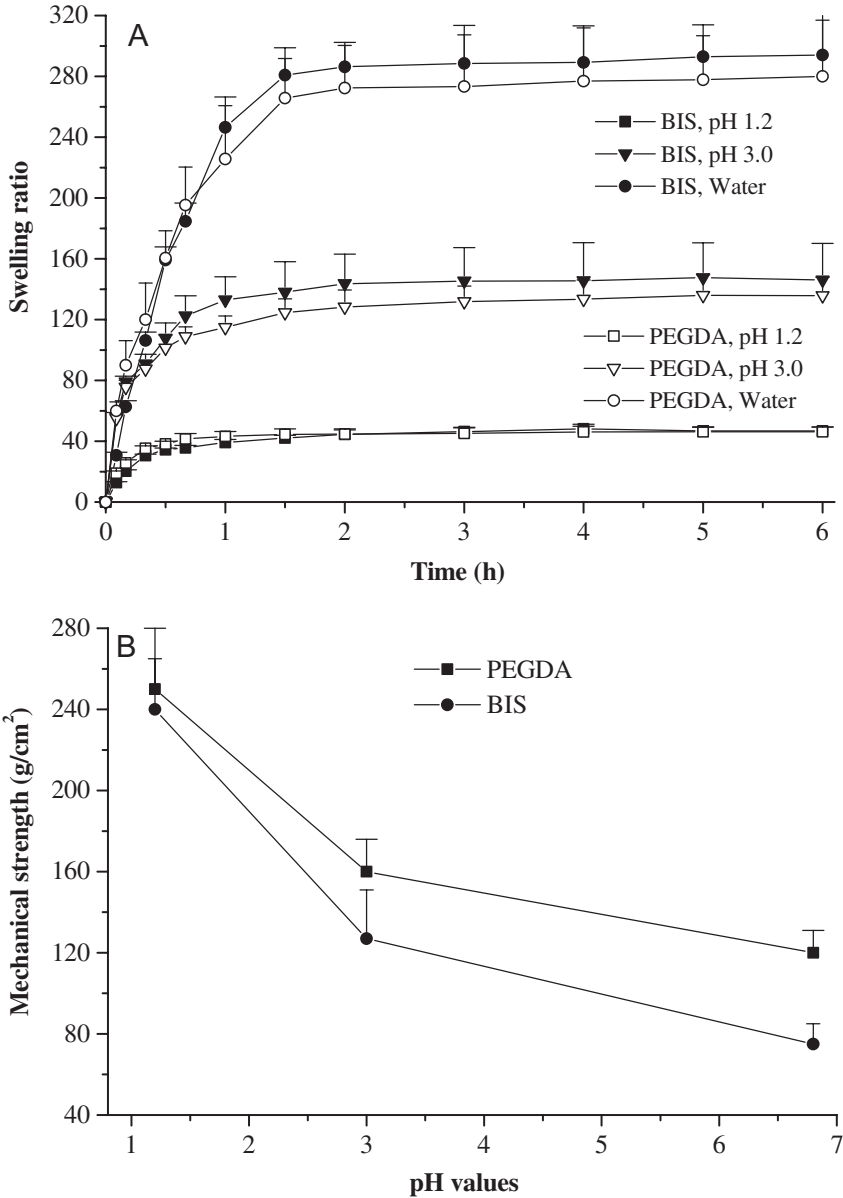 A
320
280
240
200
160
120
80
40
0
Swelling ratio
BIS, pH 1.2
BIS, pH 3.0
BIS, Water
PEGDA, pH 1.2
PEGDA, pH 3.0
PEGDA, Water
0 1 2 3 4 5 6
Time (h)
B
280
240
200
160
120
80
40
Mechanical strength (g/cm²)
PEGDA
BIS
1 2 3 4 5 6 7
pH values